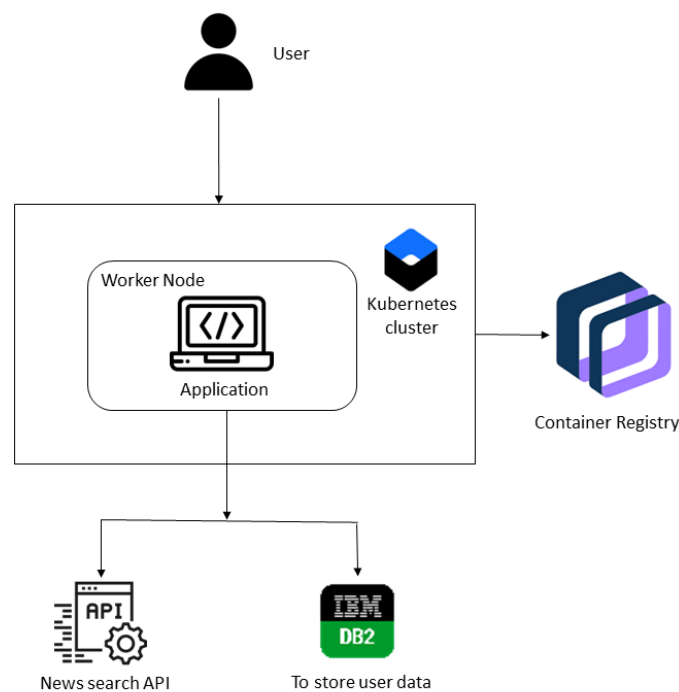 User
Worker Node
</>
Application
Kubernetes
cluster
Container Registry
API
News search API
IBM
DB2
To store user data